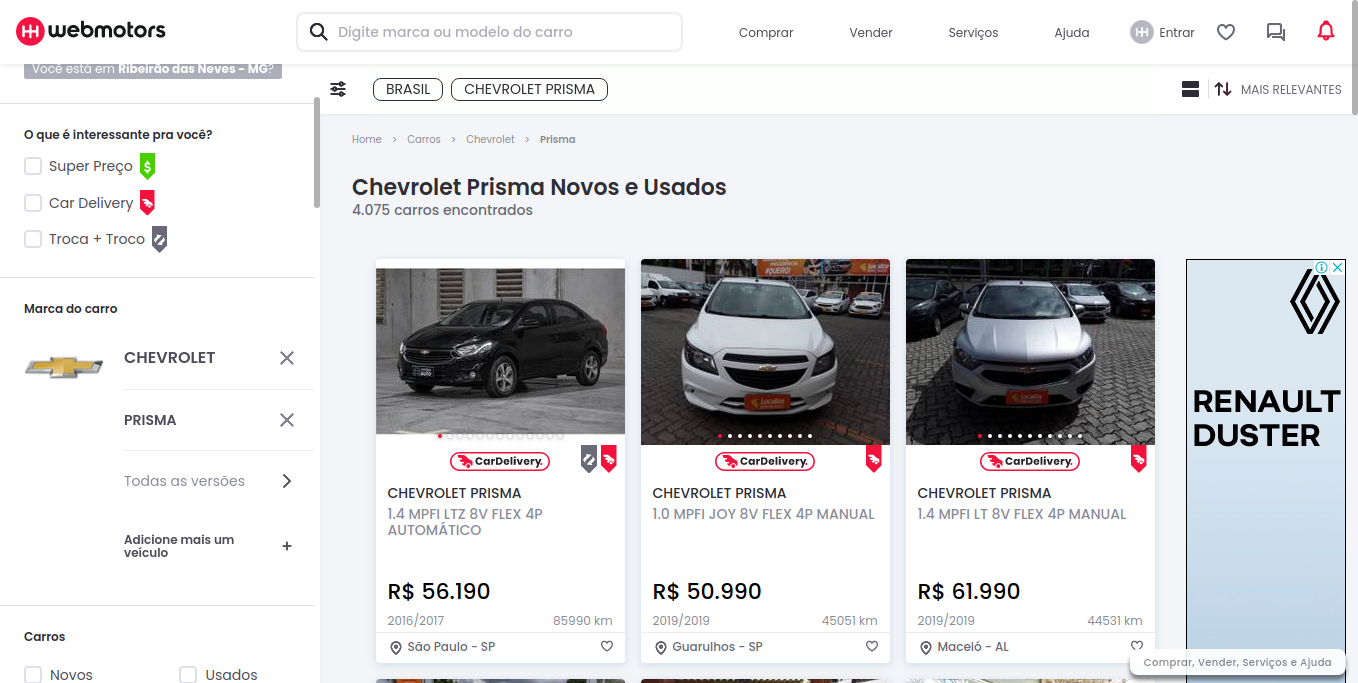 webmotors
Digite marca ou modelo do carro
Comprar
Vender
Serviços
Ajuda
Entrar
Você está em Ribeirão das Neves - MG?
BRASIL
CHEVROLET PRISMA
MAIS RELEVANTES
O que é interessante pra você?
Super Preço
Car Delivery
Troca + Troco
Marca do carro
CHEVROLET
PRISMA
Todas as versões
Adicione mais um
veículo
Carros
Novos
Usados
Home > Carros > Chevrolet > Prisma
Chevrolet Prisma Novos e Usados
4.075 carros encontrados
CarDelivery.
CHEVROLET PRISMA
1.4 MPFI LTZ 8V FLEX 4P
AUTOMÁTICO
R$ 56.190
2016/2017
85990 km
São Paulo - SP
#QUERO!
Localiza
CarDelivery.
CHEVROLET PRISMA
1.0 MPFI JOY 8V FLEX 4P MANUAL
R$ 50.990
2019/2019
45051 km
Guarulhos - SP
Localiza
CarDelivery.
CHEVROLET PRISMA
1.4 MPFI LT 8V FLEX 4P MANUAL
R$ 61.990
2019/2019
44531 km
Maceló - AL
RENAULT
DUSTER
Comprar, Vender, Serviços e Ajuda